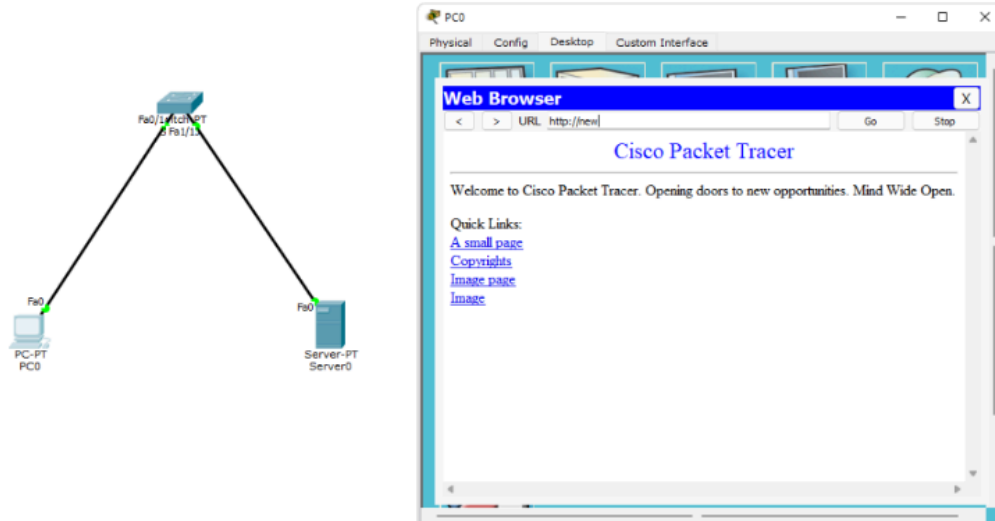 Fa0/1
Fa1/1
Fa0
PC-PT
PC0
Fa0
Server-PT
Server0
PC0
Physical Config Desktop Custom Interface
Web Browser
X
< > URL http://new Go Stop
Cisco Packet Tracer
Welcome to Cisco Packet Tracer. Opening doors to new opportunities. Mind Wide Open.
Quick Links:
A small page
Copyrights
Image page
Image